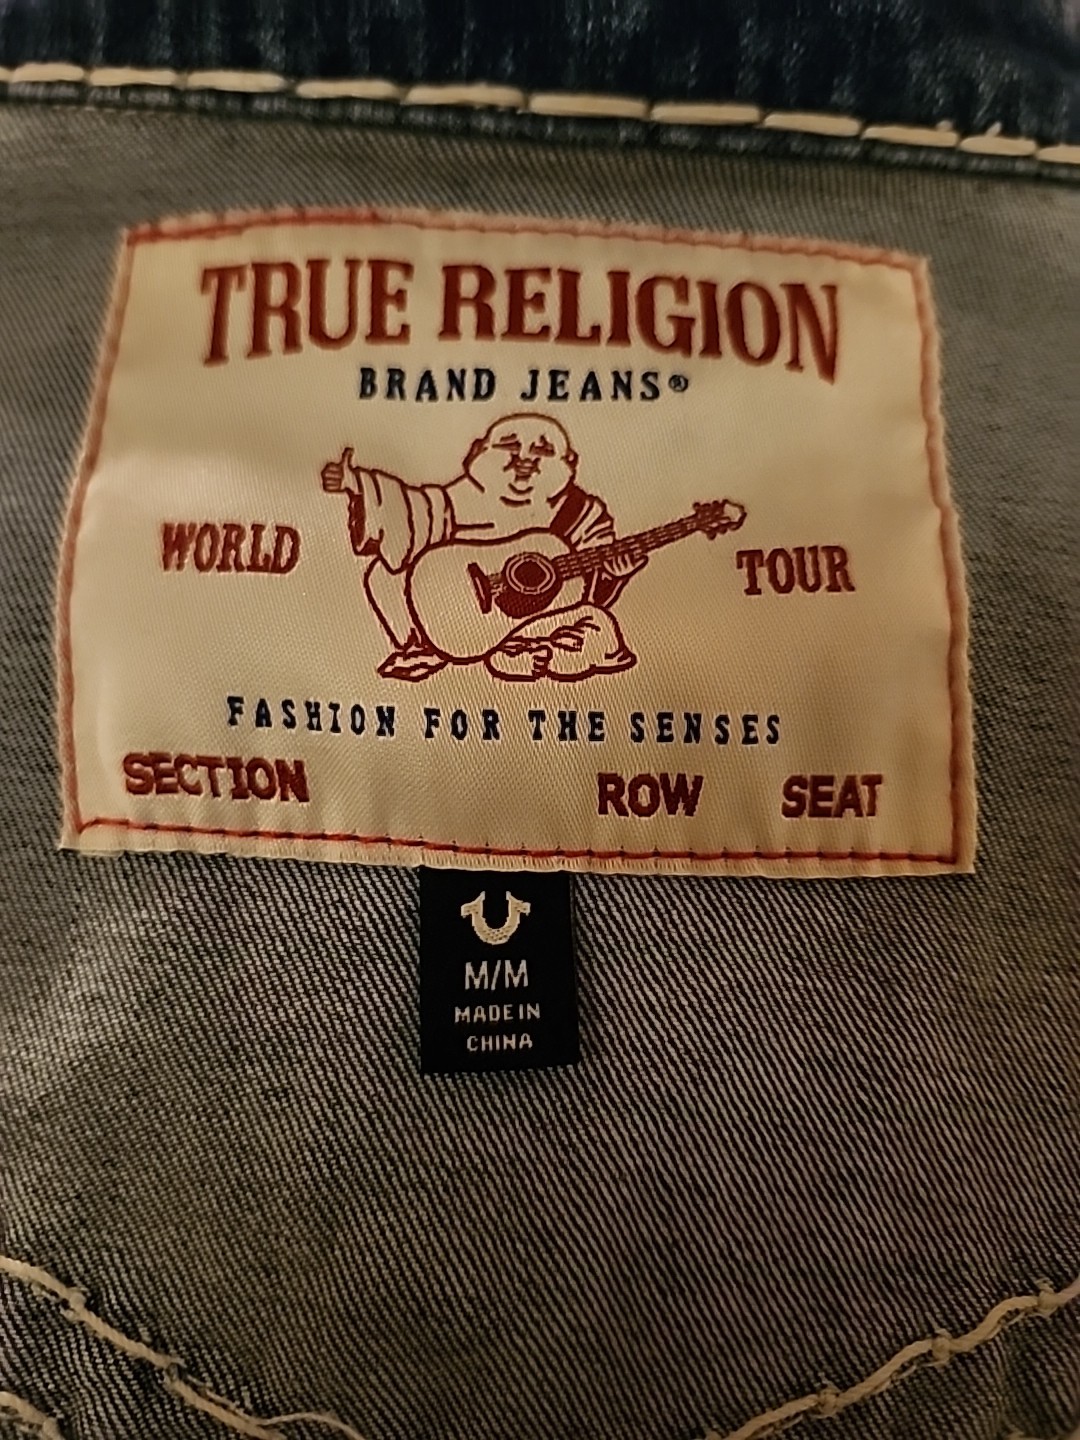 TRUE RELIGION
BRAND JEANS®
WORLD TOUR
FASHION FOR THE SENSES
SECTION ROW SEAT
M/M
MADE IN
CHINA